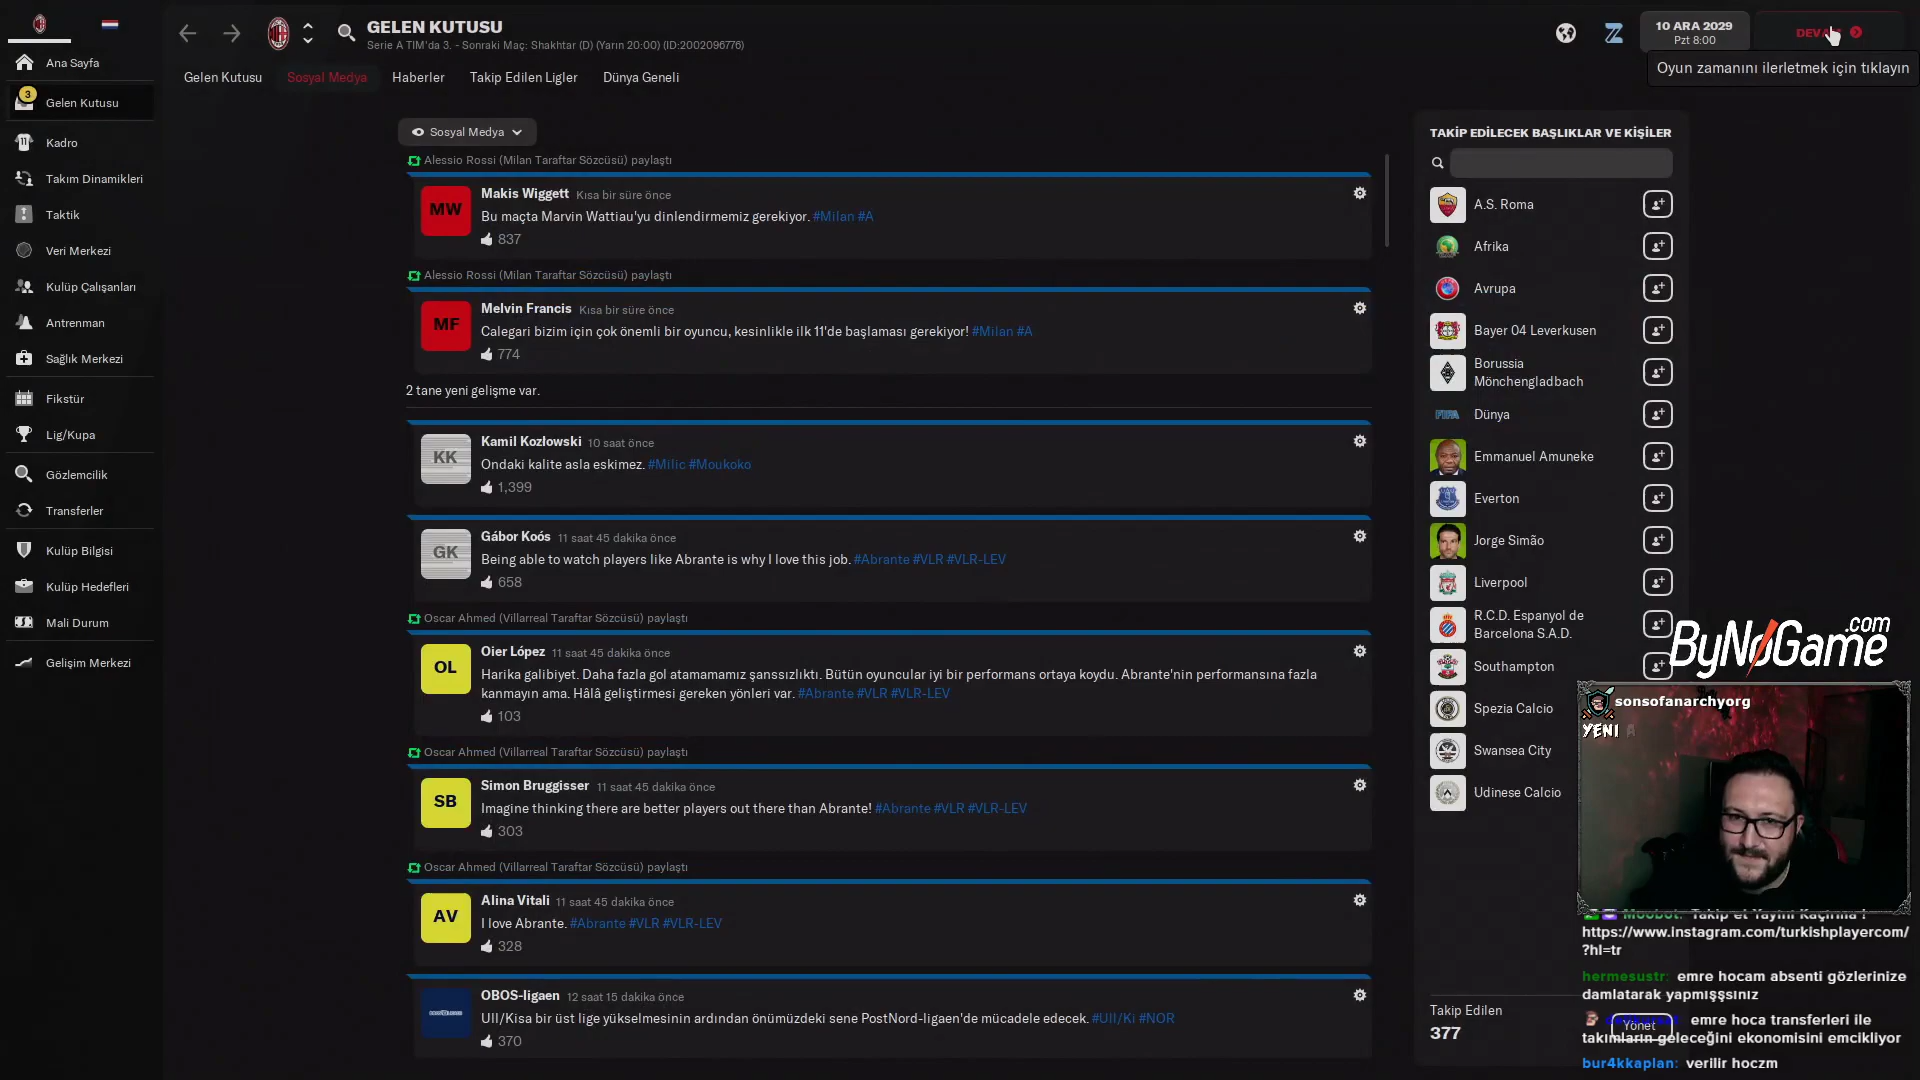 GELEN KUTUSU
Serie A TIM'da 3. - Sonraki Maç: Shakhtar (D) (Yarın 20:00) (ID:2002096776)
10 ARA 2029
Pzt 8:00
Oyun zamanını ilerletmek için tıklayın
Gelen Kutusu
Sosyal Medya
Haberler
Takip Edilen Ligler
Dünya Geneli
Ana Sayfa
3
Gelen Kutusu
Kadro
Takım Dinamikleri
Taktik
Veri Merkezi
Kulüp Çalışanları
Antrenman
Sağlık Merkezi
Fikstür
Lig/Kupa
Gözlemcilik
Transferler
Kulüp Bilgisi
Kulüp Hedefleri
Mali Durum
Gelişim Merkezi
Sosyal Medya
Alessio Rossi (Milan Taraftar Sözcüsü) paylaştı
MW
Makis Wiggett Kısa bir süre önce
Bu maçta Marvin Wattiau'yu dinlendirmemiz gerekiyor. #Milan #A
837
Alessio Rossi (Milan Taraftar Sözcüsü) paylaştı
MF
Melvin Francis Kısa bir süre önce
Calegari bizim için çok önemli bir oyuncu, kesinlikle ilk 11'de başlaması gerekiyor! #Milan #A
774
2 tane yeni gelişme var.
KK
Kamil Kozłowski 10 saat önce
Ondaki kalite asla eskimez. #Milic #Moukoko
1,399
GK
Gábor Koós 11 saat 45 dakika önce
Being able to watch players like Abrante is why I love this job. #Abrante #VLR #VLR-LEV
658
Oscar Ahmed (Villarreal Taraftar Sözcüsü) paylaştı
OL
Oier López 11 saat 45 dakika önce
Harika galibiyet. Daha fazla gol atamamamız şanssızlıktı. Bütün oyuncular iyi bir performans ortaya koydu. Abrante'nin performansına fazla
kanmayın ama. Hâlâ geliştirmesi gereken yönleri var. #Abrante #VLR #VLR-LEV
103
Oscar Ahmed (Villarreal Taraftar Sözcüsü) paylaştı
SB
Simon Bruggisser 11 saat 45 dakika önce
Imagine thinking there are better players out there than Abrante! #Abrante #VLR #VLR-LEV
303
Oscar Ahmed (Villarreal Taraftar Sözcüsü) paylaştı
AV
Alina Vitali 11 saat 45 dakika önce
I love Abrante. #Abrante #VLR #VLR-LEV
328
OBOS-ligaen 12 saat 15 dakika önce
Ull/Kisa bir üst lige yükselmesinin ardından önümüzdeki sene PostNord-ligaen'de mücadele edecek. #Ull/Ki #NOR
370
TAKİP EDİLECEK BAŞLIKLAR VE KİŞİLER
A.S. Roma
Afrika
Avrupa
Bayer 04 Leverkusen
Borussia
Mönchengladbach
FIFA
Dünya
Emmanuel Amuneke
Everton
Jorge Simão
Liverpool
R.C.D. Espanyol de
Barcelona S.A.D.
Southampton
Spezia Calcio
Swansea City
Udinese Calcio
Takip Edilen
377
Yönet
ByNoGame.com
sonsofanarchyorg
YENI
Moobot: Takip et Yayını Kaçırma !
https://www.instagram.com/turkishplayercom/
?hl=tr
hermesustr: emre hocam absenti gözlerinize
damlatarak yapmışşsınız
emre hoca transferleri ile
takımların geleceğini ekonomisini emcikliyor
bur4kkaplan: verilir hoczm